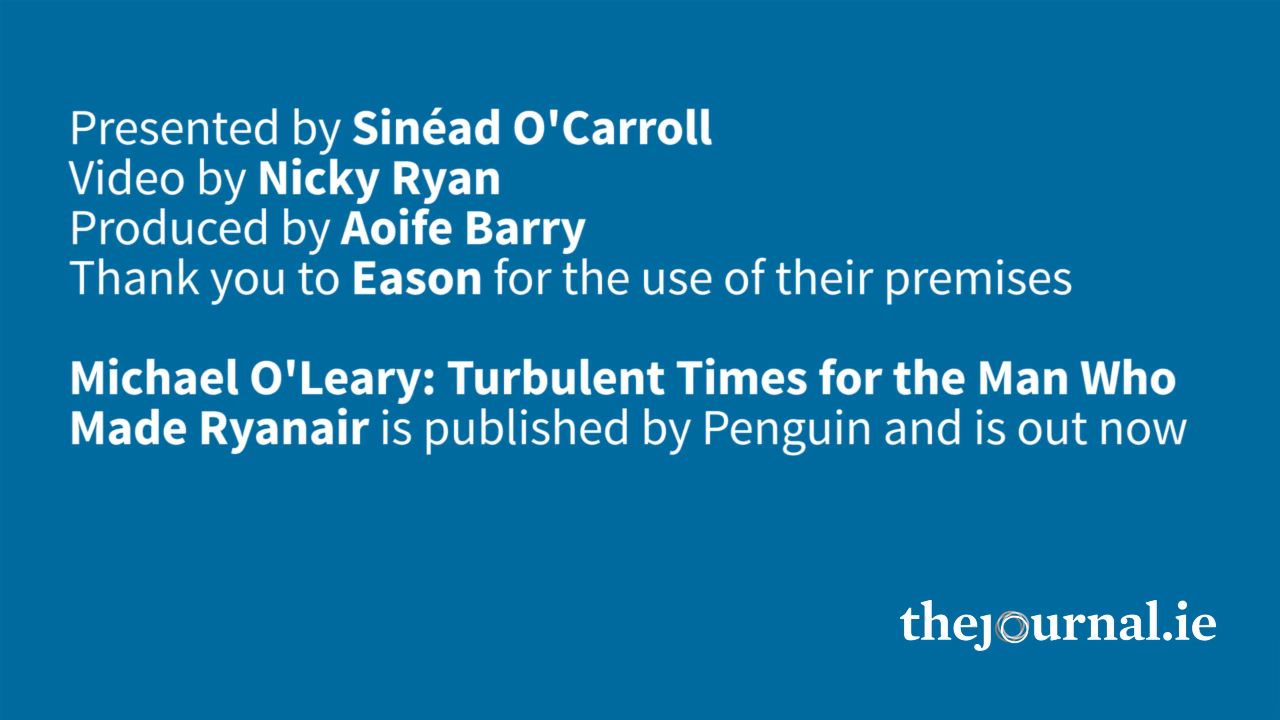 Presented by Sinéad O'Carroll
Video by Nicky Ryan
Produced by Aoife Barry
Thank you to Eason for the use of their premises
Michael O'Leary: Turbulent Times for the Man Who
Made Ryanair is published by Penguin and is out now
thejournal.ie